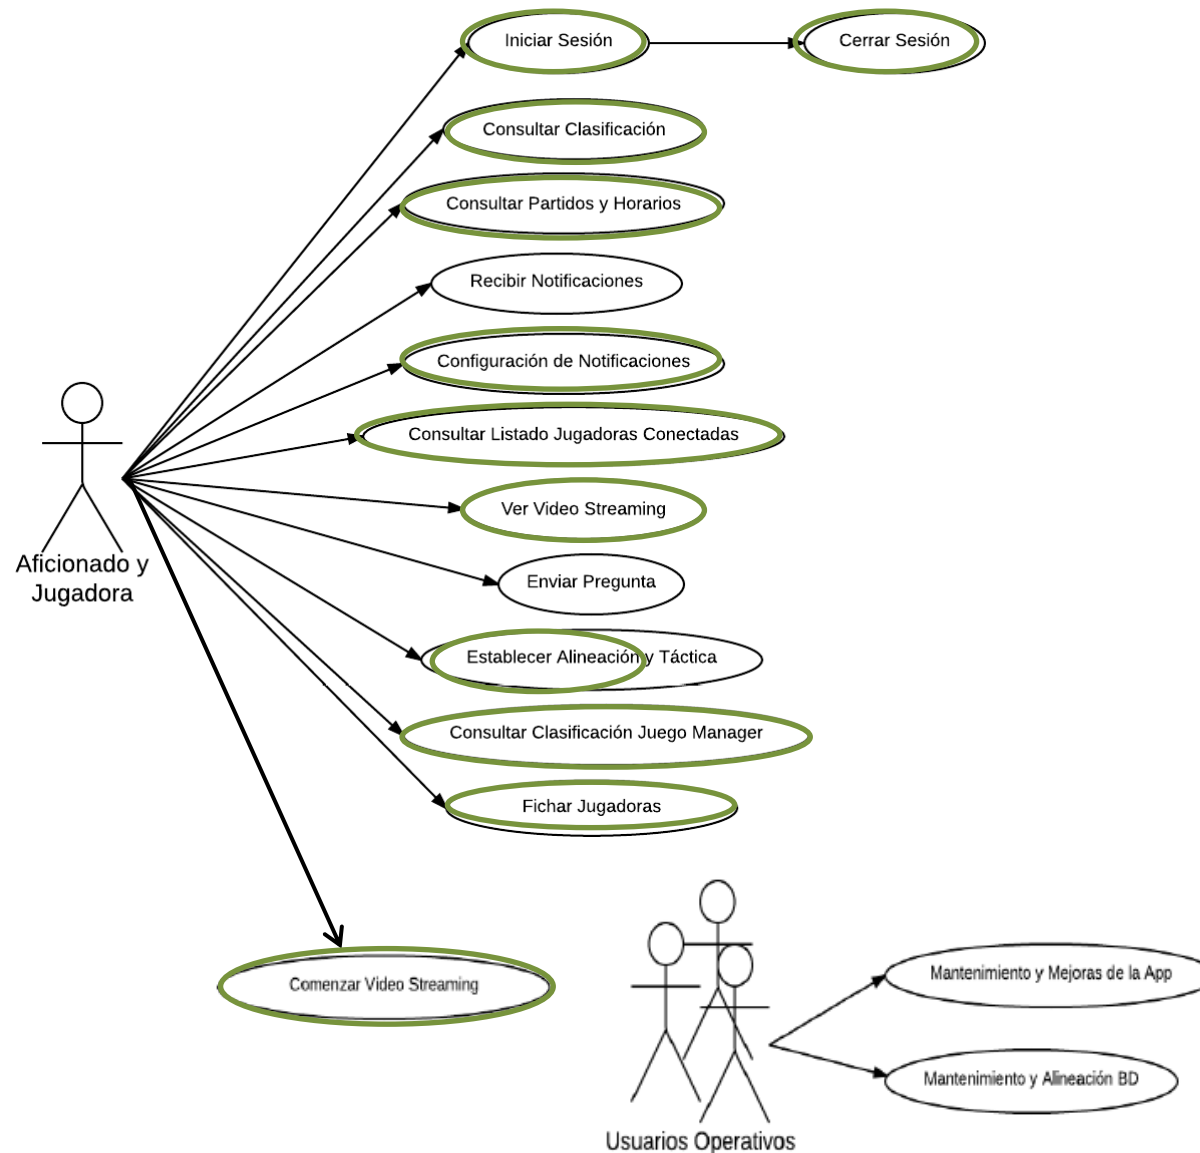 Iniciar Sesión
Cerrar Sesión
Consultar Clasificación
Consultar Partidos y Horarios
Recibir Notificaciones
Configuración de Notificaciones
Consultar Listado Jugadoras Conectadas
Ver Video Streaming
Aficionado y
Jugadora
Enviar Pregunta
Establecer Alineación y Táctica
Consultar Clasificación Juego Manager
Fichar Jugadoras
Comenzar Video Streaming
Mantenimiento y Mejoras de la App
Mantenimiento y Alineación BD
Usuarios Operativos